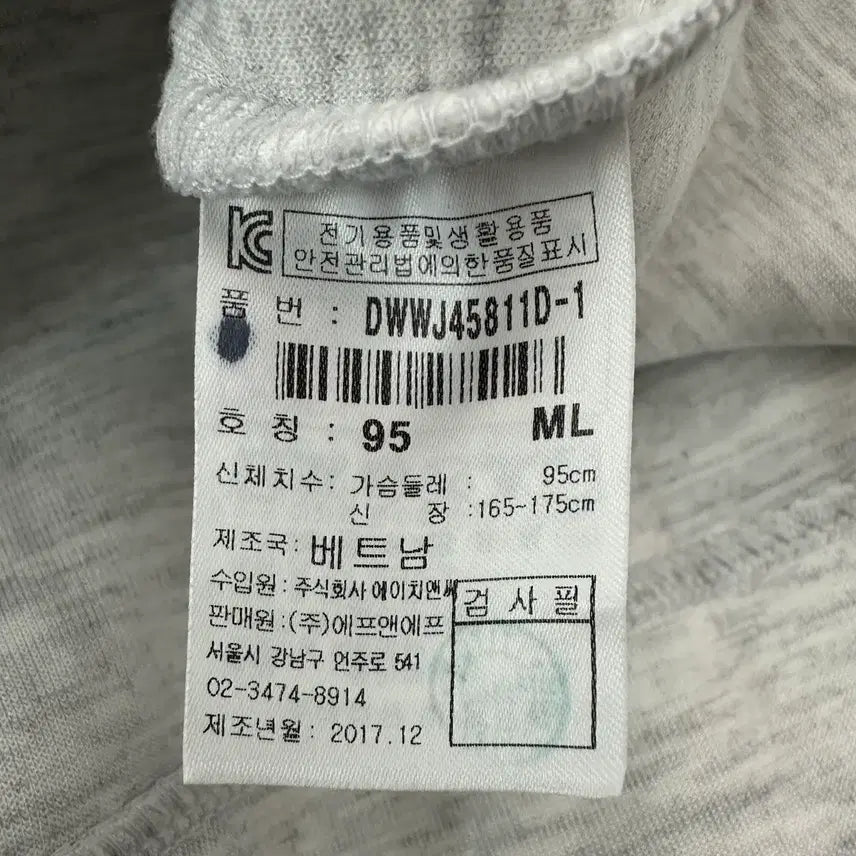 KC 전기용품및생활용품
안전관리법에의한품질표시
품 번 : DWWJ45811D-1
호 칭 : 95 ML
신체치수: 가슴둘레 : 95cm
신 장 :165~175cm
제조국: 베트남
수입원 : 주식회사 에이치앤씨
검 사 필
판매원 :(주)에프앤에프
서울시 강남구 언주로 541
02-3474-8914
제조년월 : 2017.12